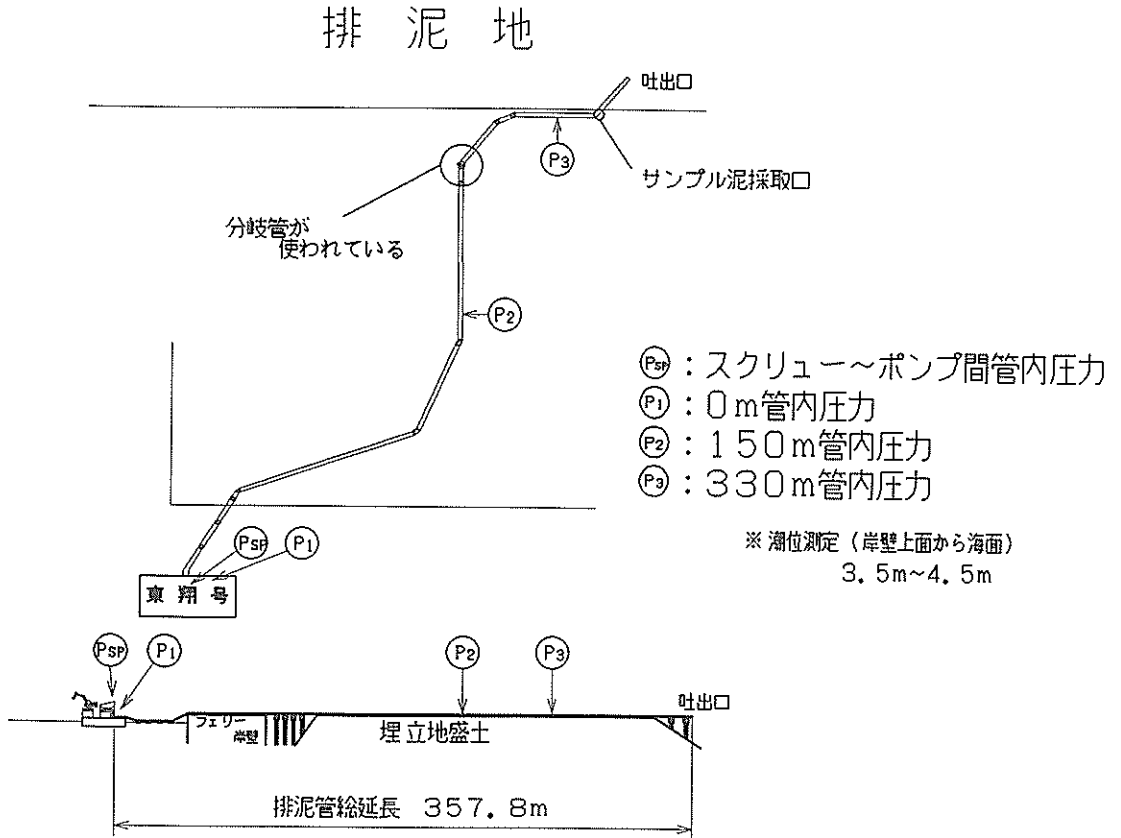 排泥地
吐出口
P3
サンプル泥採取口
分岐管が
使われている
P2
PSP：スクリュー～ポンプ間管内圧力
P1：0m管内圧力
P2：150m管内圧力
P3：330m管内圧力
PSP
P1
※潮位測定（岸壁上面から海面）
3.5m~4.5m
東翔号
PSP
P1
P2
P3
吐出口
フェリー
岸壁
埋立地盛土
排泥管総延長 357.8m